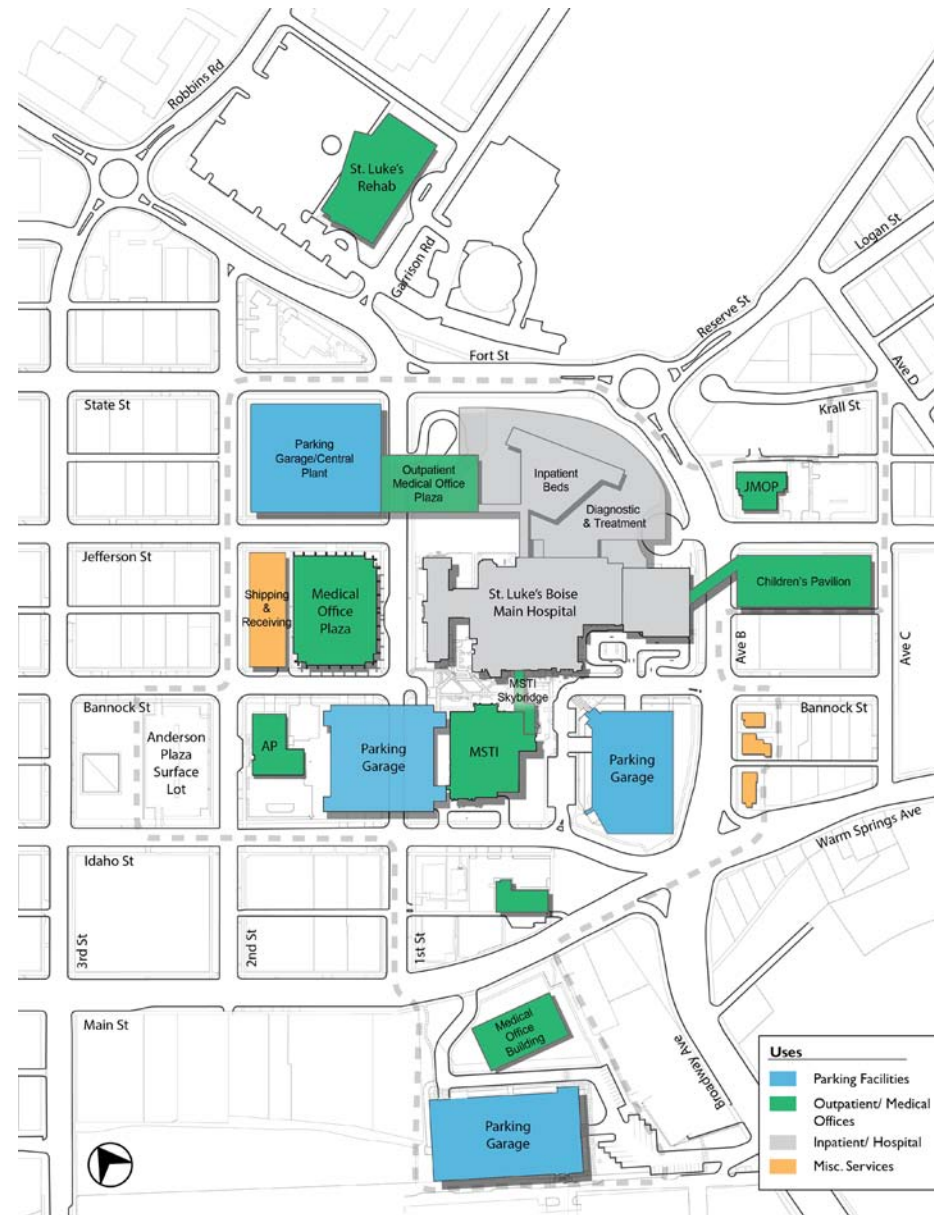 Robbins Rd
St. Luke's
Rehab
Garrison Rd
Logan St
Reserve St
Fort St
Ave D
State St
Krall St
Parking
Garage/Central
Plant
Outpatient
Medical Office
Plaza
Inpatient
Beds
Diagnostic
& Treatment
JMOP
Jefferson St
Shipping
&
Receiving
Medical
Office
Plaza
St. Luke's Boise
Main Hospital
Children's Pavilion
Ave B
Ave C
MSTI
Skybridge
Bannock St
Bannock St
Anderson
Plaza
Surface
Lot
AP
Parking
Garage
MSTI
Parking
Garage
Warm Springs Ave
Idaho St
3rd St
2nd St
1st St
Main St
Medical
Office
Building
Broadway Ave
Parking
Garage
Uses
Parking Facilities
Outpatient/ Medical
Offices
Inpatient/ Hospital
Misc. Services